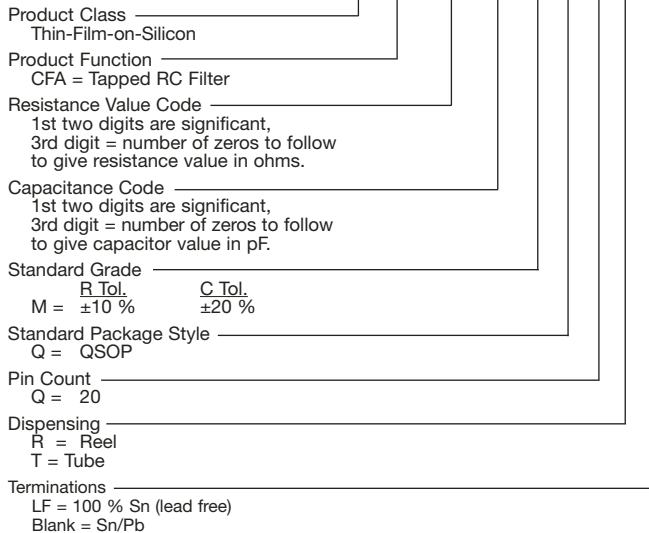 Product Class
Thin-Film-on-Silicon
Product Function
CFA = Tapped RC Filter
Resistance Value Code
1st two digits are significant,
3rd digit = number of zeros to follow
to give resistance value in ohms.
Capacitance Code
1st two digits are significant,
3rd digit = number of zeros to follow
to give capacitor value in pF.
Standard Grade
R Tol. C Tol.
M = ±10 % ±20 %
Standard Package Style
Q = QSOP
Pin Count
Q = 20
Dispensing
R = Reel
T = Tube
Terminations
LF = 100 % Sn (lead free)
Blank = Sn/Pb